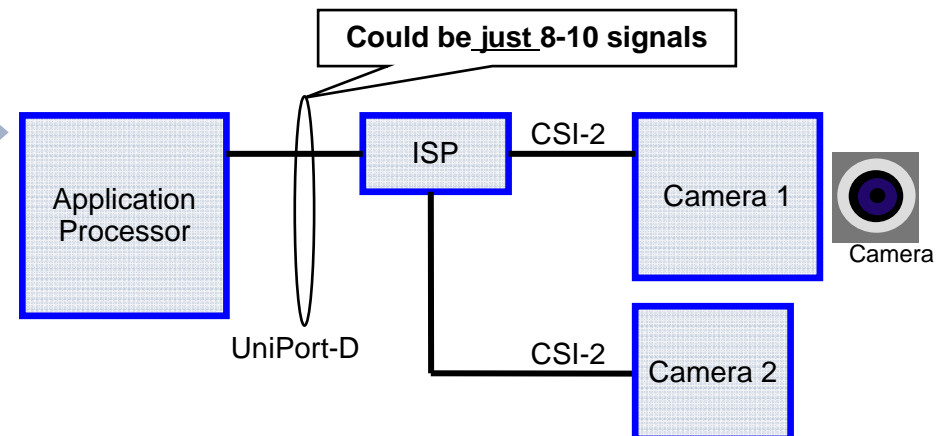 Could be just 8-10 signals
Application
Processor
ISP
CSI-2
Camera 1
Camera
UniPort-D
CSI-2
Camera 2